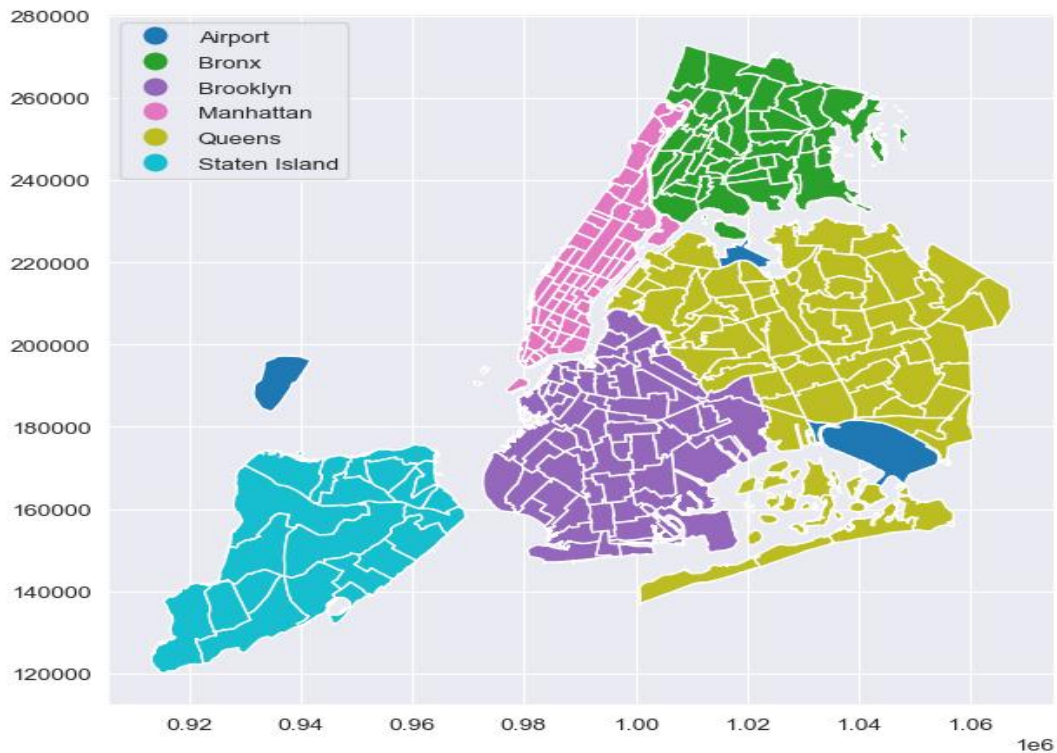 280000
260000
240000
220000
200000
180000
160000
140000
120000
Airport
Bronx
Brooklyn
Manhattan
Queens
Staten Island
0.92 0.94 0.96 0.98 1.00 1.02 1.04 1.06
1e6